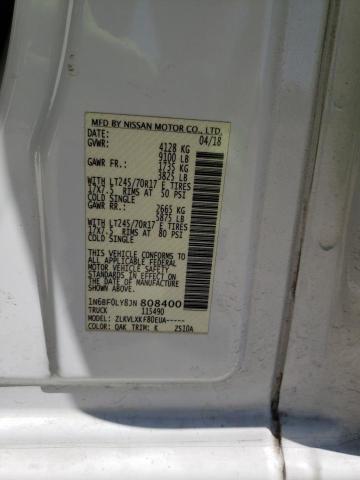 MFD BY NISSAN MOTOR CO., LTD.
DATE: 04/18
GVWR: 4128 KG
9100 LB
GAWR FR.: 1735 KG
3825 LB
WITH LT245/70R17 E TIRES
17X7.5 RIMS AT 50 PSI
COLD SINGLE
GAWR RR.: 2665 KG
5875 LB
WITH LT245/70R17 E TIRES
17X7.5 RIMS AT 80 PSI
COLD SINGLE
THIS VEHICLE CONFORMS TO
ALL APPLICABLE FEDERAL
MOTOR VEHICLE SAFETY
STANDARDS IN EFFECT ON
THE DATE OF MANUFACTURE
SHOWN ABOVE.
1N6BF0LY8JN 808400
TRUCK 115490
MODEL: ZLKVLXKF80EUA-----
COLOR: QAK TRIM: K ZS10A